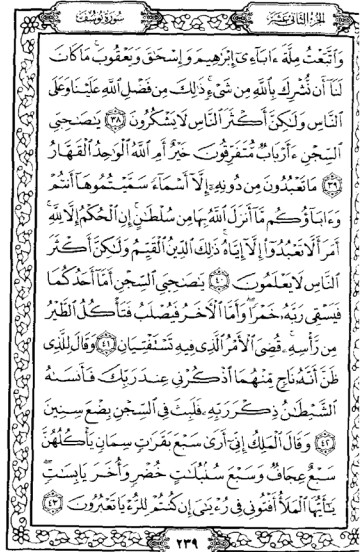 الجزء الثاني عشر سورة يوسف
وَٱتَّبَعْتُ مِلَّةَ ءَابَآءِىٓ إِبْرَٰهِيمَ وَإِسْحَٰقَ وَيَعْقُوبَ ۚ مَا كَانَ
لَنَآ أَن نُّشْرِكَ بِٱللَّهِ مِن شَىْءٍ ۚ ذَٰلِكَ مِن فَضْلِ ٱللَّهِ عَلَيْنَا وَعَلَى
ٱلنَّاسِ وَلَٰكِنَّ أَكْثَرَ ٱلنَّاسِ لَا يَشْكُرُونَ ٣٨ يَٰصَىٰحِبَىِ
ٱلسِّجْنِ ءَأَرْبَابٌ مُّتَفَرِّقُونَ خَيْرٌ أَمِ ٱللَّهُ ٱلْوَٰحِدُ ٱلْقَهَّارُ
٣٩ مَا تَعْبُدُونَ مِن دُونِهِۦٓ إِلَّآ أَسْمَآءً سَمَّيْتُمُوهَآ أَنتُمْ
وَءَابَآؤُكُم مَّآ أَنزَلَ ٱللَّهُ بِهَا مِن سُلْطَٰنٍ ۚ إِنِ ٱلْحُكْمُ إِلَّا لِلَّهِ ۚ
أَمَرَ أَلَّا تَعْبُدُوٓا۟ إِلَّآ إِيَّاهُ ۚ ذَٰلِكَ ٱلدِّينُ ٱلْقَيِّمُ وَلَٰكِنَّ أَكْثَرَ
ٱلنَّاسِ لَا يَعْلَمُونَ ٤٠ يَٰصَىٰحِبَىِ ٱلسِّجْنِ أَمَّآ أَحَدُكُمَا
فَيَسْقِى رَبَّهُۥ خَمْرًا ۖ وَأَمَّا ٱلْءَاخَرُ فَيُصْلَبُ فَتَأْكُلُ ٱلطَّيْرُ
مِن رَّأْسِهِۦ ۚ قُضِىَ ٱلْأَمْرُ ٱلَّذِى فِيهِ تَسْتَفْتِيَانِ ٤١ وَقَالَ لِلَّذِى
ظَنَّ أَنَّهُۥ نَاجٍ مِّنْهُمَا ٱذْكُرْنِى عِندَ رَبِّكَ فَأَنسَىٰهُ
ٱلشَّيْطَٰنُ ذِكْرَ رَبِّهِۦ فَلَبِثَ فِى ٱلسِّجْنِ بِضْعَ سِنِينَ
٤٢ وَقَالَ ٱلْمَلِكُ إِنِّىٓ أَرَىٰ سَبْعَ بَقَرَٰتٍ سِمَانٍ يَأْكُلُهُنَّ
سَبْعٌ عِجَافٌ وَسَبْعَ سُنۢبُلَٰتٍ خُضْرٍ وَأُخَرَ يَابِسَٰتٍ ۖ
يَٰٓأَيُّهَا ٱلْمَلَأُ أَفْتُونِى فِى رُءْيَٰىَ إِن كُنتُمْ لِلرُّءْيَا تَعْبُرُونَ ٤٣
٢٣٩